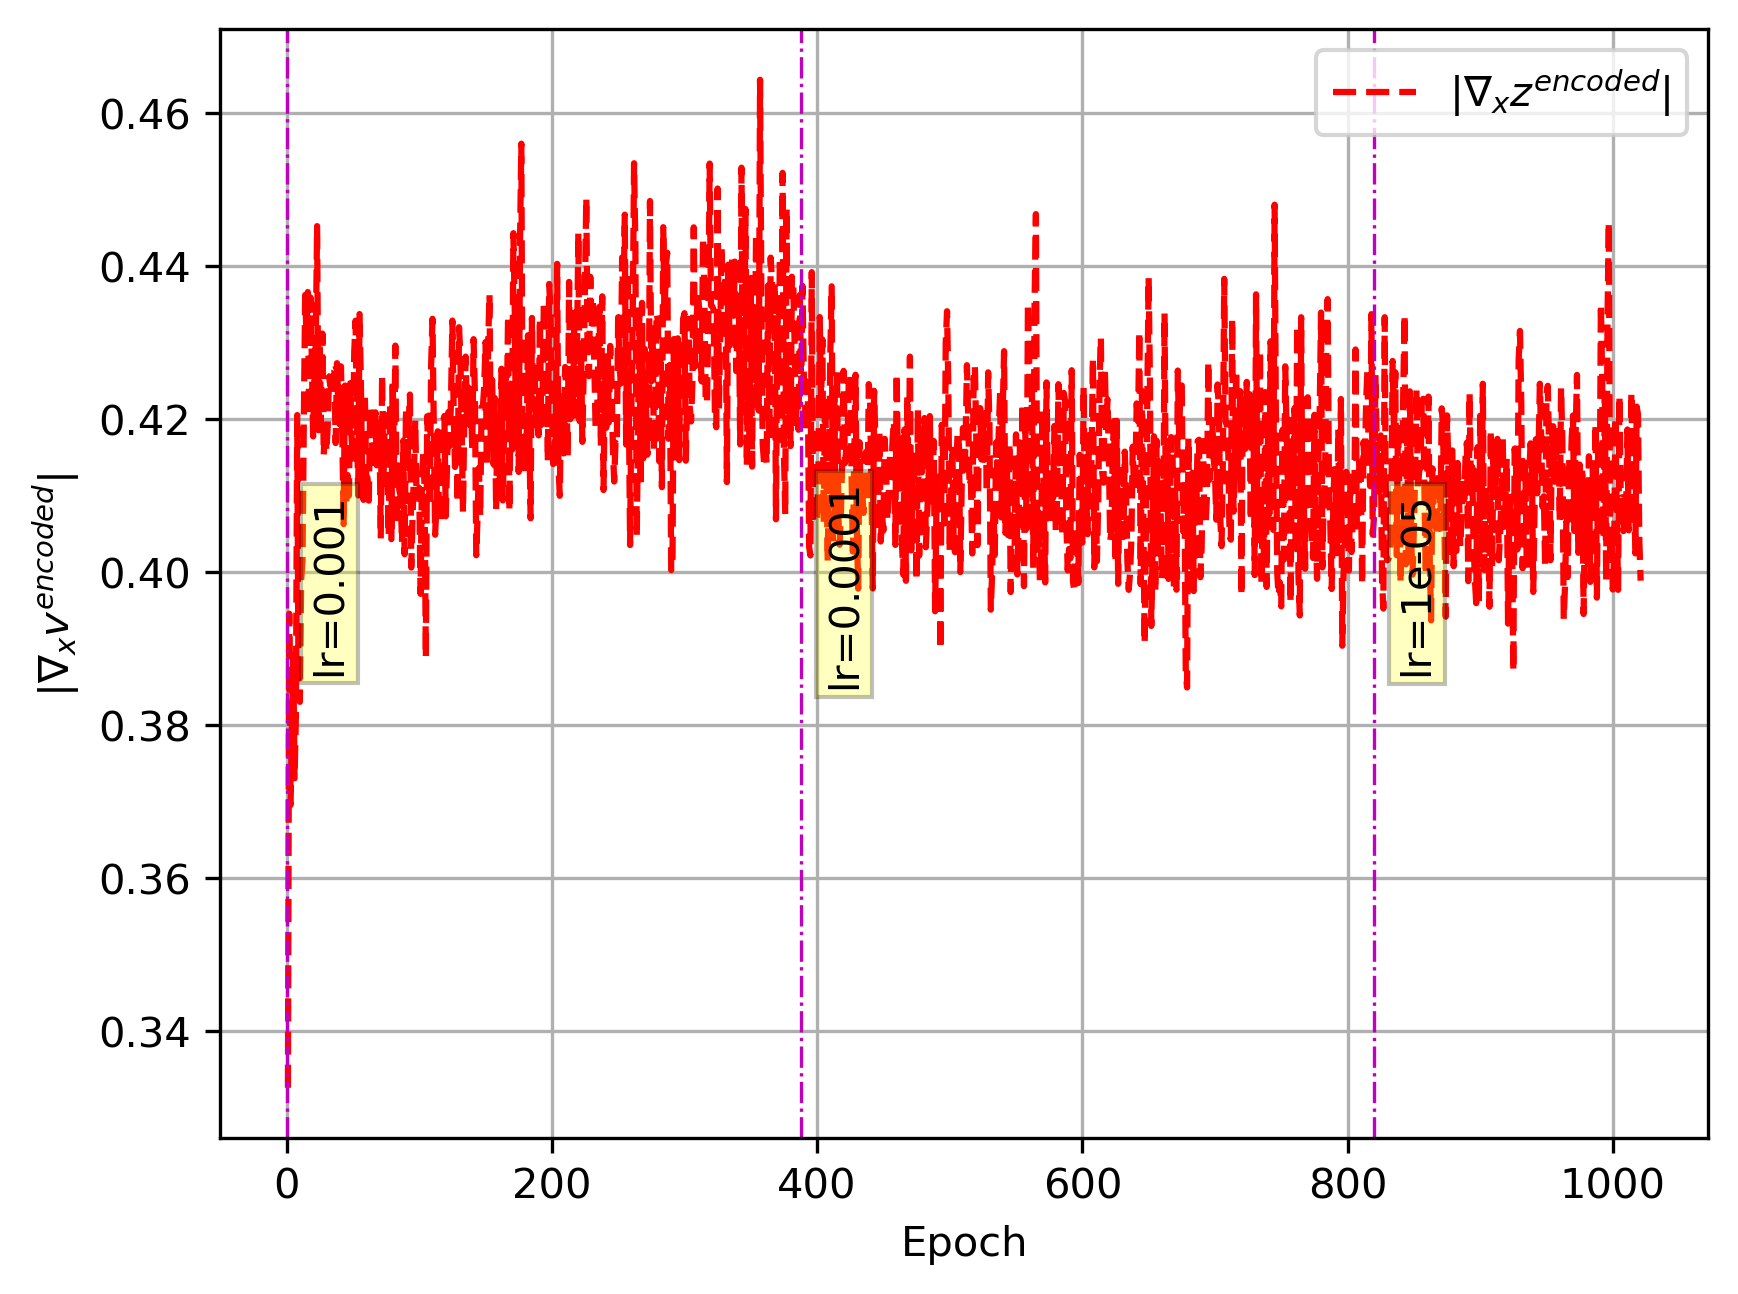 |∇ₓz^{encoded}|
|∇ₓv^{encoded}|
0.46
0.44
0.42
0.40
0.38
0.36
0.34
lr=0.001
lr=0.0001
lr=1e-05
0 200 400 600 800 1000
Epoch